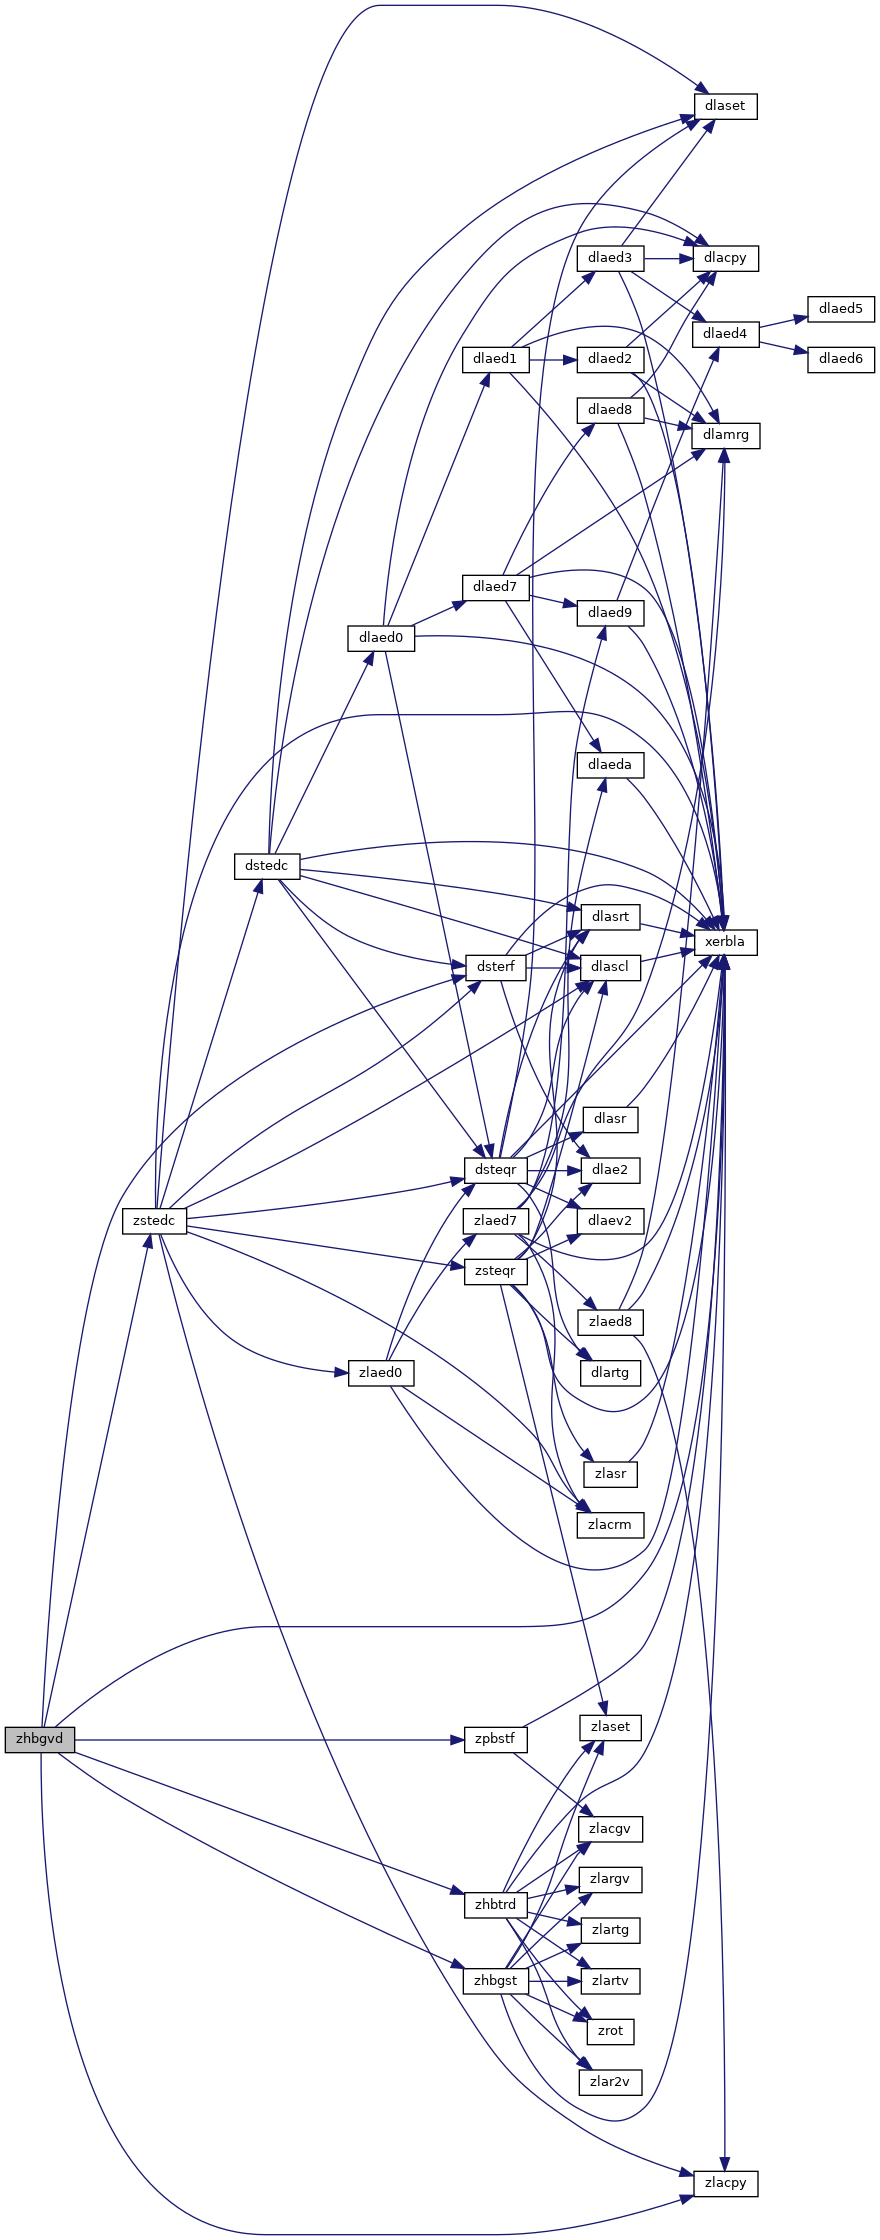 dlaset
dlaed3
dlacpy
dlaed5
dlaed4
dlaed1
dlaed2
dlaed6
dlaed8
dlamrg
dlaed7
dlaed9
dlaed0
dlaeda
dstedc
dlasrt
xerbla
dsterf
dlascl
dlasr
dsteqr
dlae2
zstedc
zlaed7
dlaev2
zsteqr
zlaed8
zlaed0
dlartg
zlasr
zlacrm
zlaset
zhbgvd
zpbstf
zlacgv
zlargv
zhbtrd
zlartg
zhbgst
zlartv
zrot
zlar2v
zlacpy